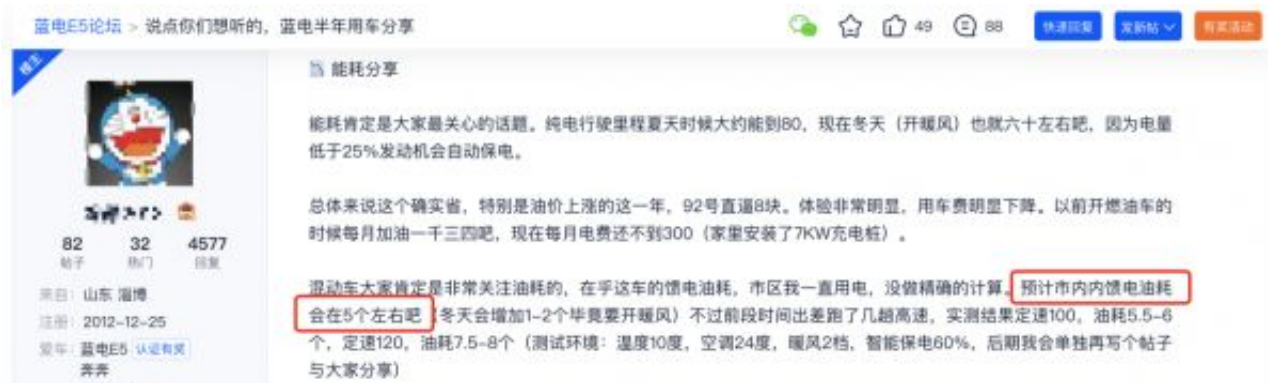 蓝电E5论坛 > 说点你们想听的，蓝电半年用车分享
49
88
快速回复
发新帖
有奖活动
楼主
82 32 4577
帖子 热门 回复
来自: 山东 淄博
注册: 2012-12-25
爱车: 蓝电E5 认证有奖
奔奔
能耗分享
能耗肯定是大家最关心的话题。纯电行驶里程夏天时候大约能到80，现在冬天（开暖风）也就六十左右吧，因为电量
低于25%发动机会自动保电。
总体来说这个确实省，特别是油价上涨的这一年，92号直逼8块。体验非常明显，用车费明显下降。以前开燃油车的
时候每月加油一千三四吧，现在每月电费还不到300（家里安装了7KW充电桩）。
混动车大家肯定是非常关注油耗的，在乎这车的馈电油耗，市区我一直用电，没做精确的计算。预计市内内馈电油耗
会在5个左右吧（冬天会增加1-2个毕竟要开暖风）不过前段时间出差跑了几趟高速，实测结果定速100，油耗5.5-6
个，定速120，油耗7.5-8个（测试环境：温度10度，空调24度，暖风2档，智能保电60%，后期我会单独再写个帖子
与大家分享）